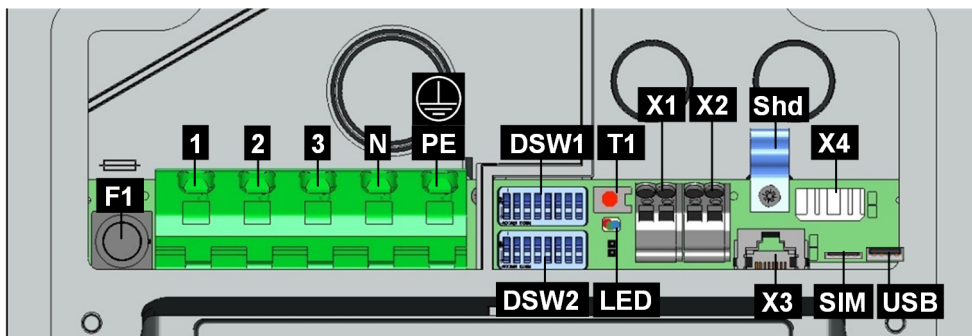 X1 X2 Shd
1 2 3 N PE DSW1 T1 X4
F1
DSW2 LED X3 SIM USB